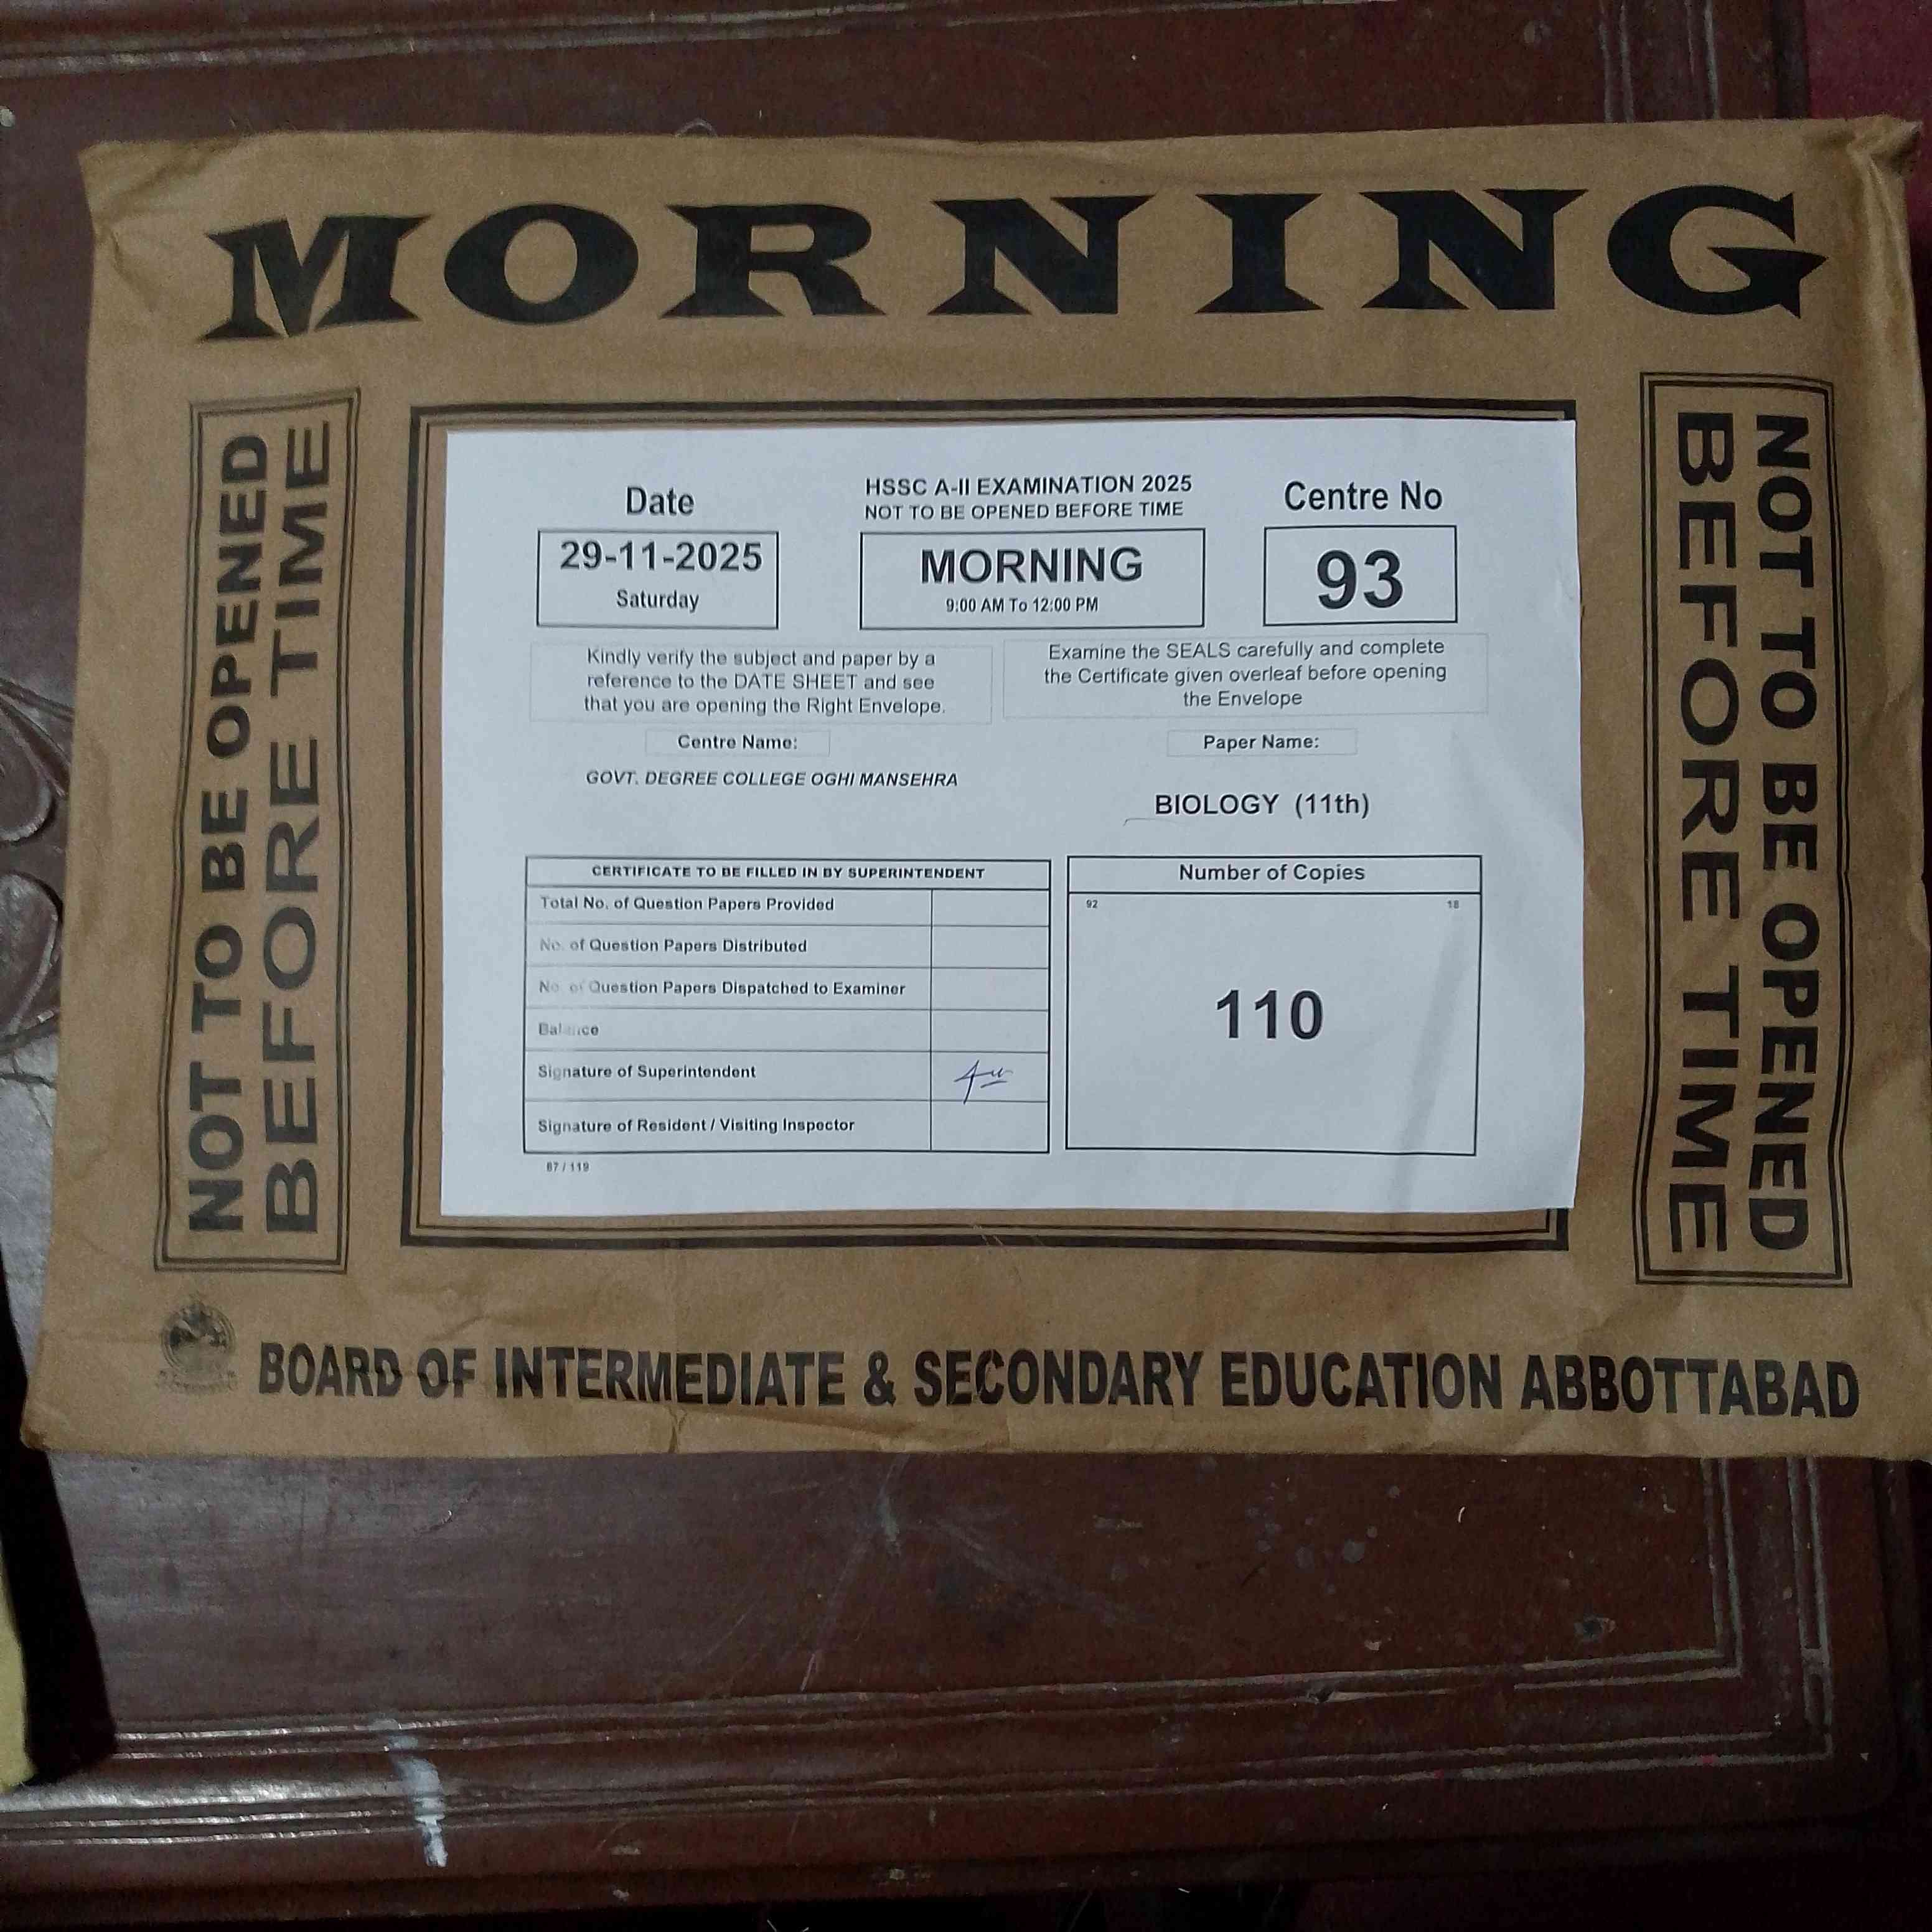 MORNING
NOT TO BE OPENED
BEFORE TIME
Date
29-11-2025
Saturday
HSSC A-II EXAMINATION 2025
NOT TO BE OPENED BEFORE TIME
MORNING
9:00 AM To 12:00 PM
Centre No
93
Kindly verify the subject and paper by a
reference to the DATE SHEET and see
that you are opening the Right Envelope.
Examine the SEALS carefully and complete
the Certificate given overleaf before opening
the Envelope
Centre Name:
GOVT. DEGREE COLLEGE OGHI MANSEHRA
Paper Name:
BIOLOGY (11th)
CERTIFICATE TO BE FILLED IN BY SUPERINTENDENT
Total No. of Question Papers Provided
No. of Question Papers Distributed
No. of Question Papers Dispatched to Examiner
Balance
Signature of Superintendent
Signature of Resident / Visiting Inspector
87 / 119
Number of Copies
92 18
110
NOT TO BE OPENED
BEFORE TIME
BOARD OF INTERMEDIATE & SECONDARY EDUCATION ABBOTTABAD